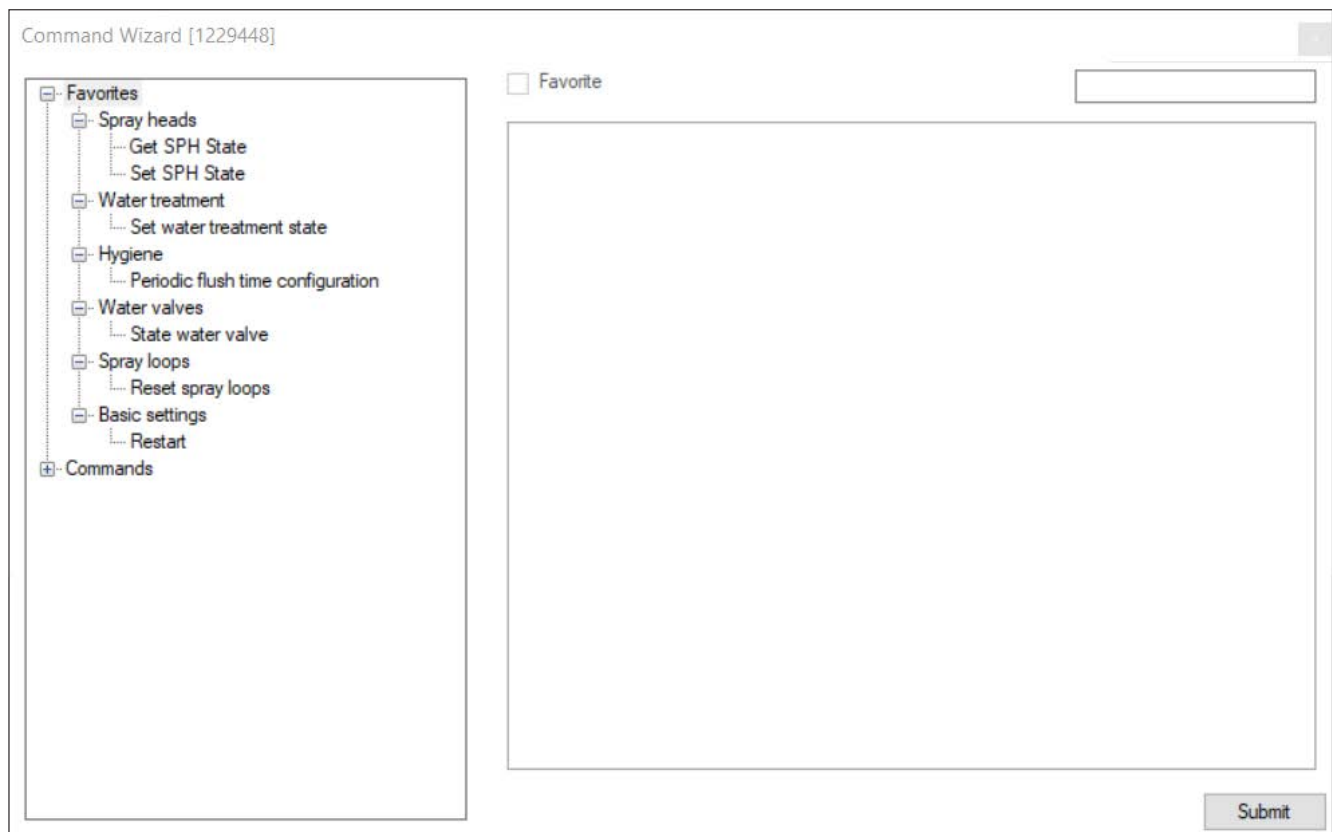 Command Wizard [1229448]
Favorite
Favorites
Spray heads
Get SPH State
Set SPH State
Water treatment
Set water treatment state
Hygiene
Periodic flush time configuration
Water valves
State water valve
Spray loops
Reset spray loops
Basic settings
Restart
Commands
Submit